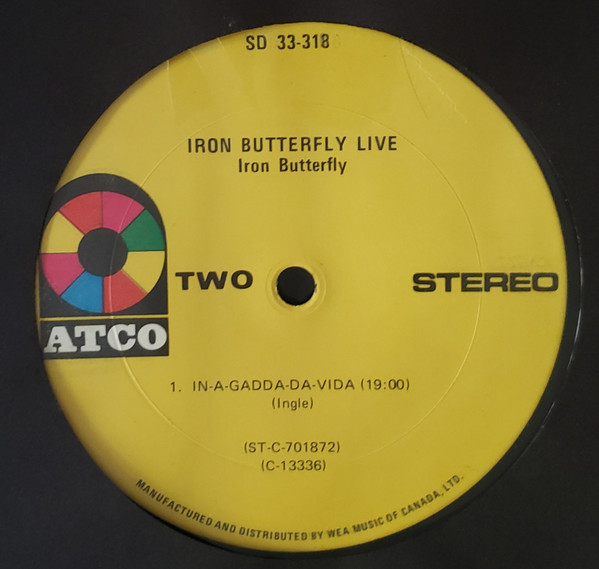 SD 33-318
IRON BUTTERFLY LIVE
Iron Butterfly
TWO
STEREO
ATCO
1. IN-A-GADDA-DA-VIDA (19:00)
(Ingle)
(ST-C-701872)
(C-13336)
MANUFACTURED AND DISTRIBUTED BY WEA MUSIC OF CANADA, LTD.